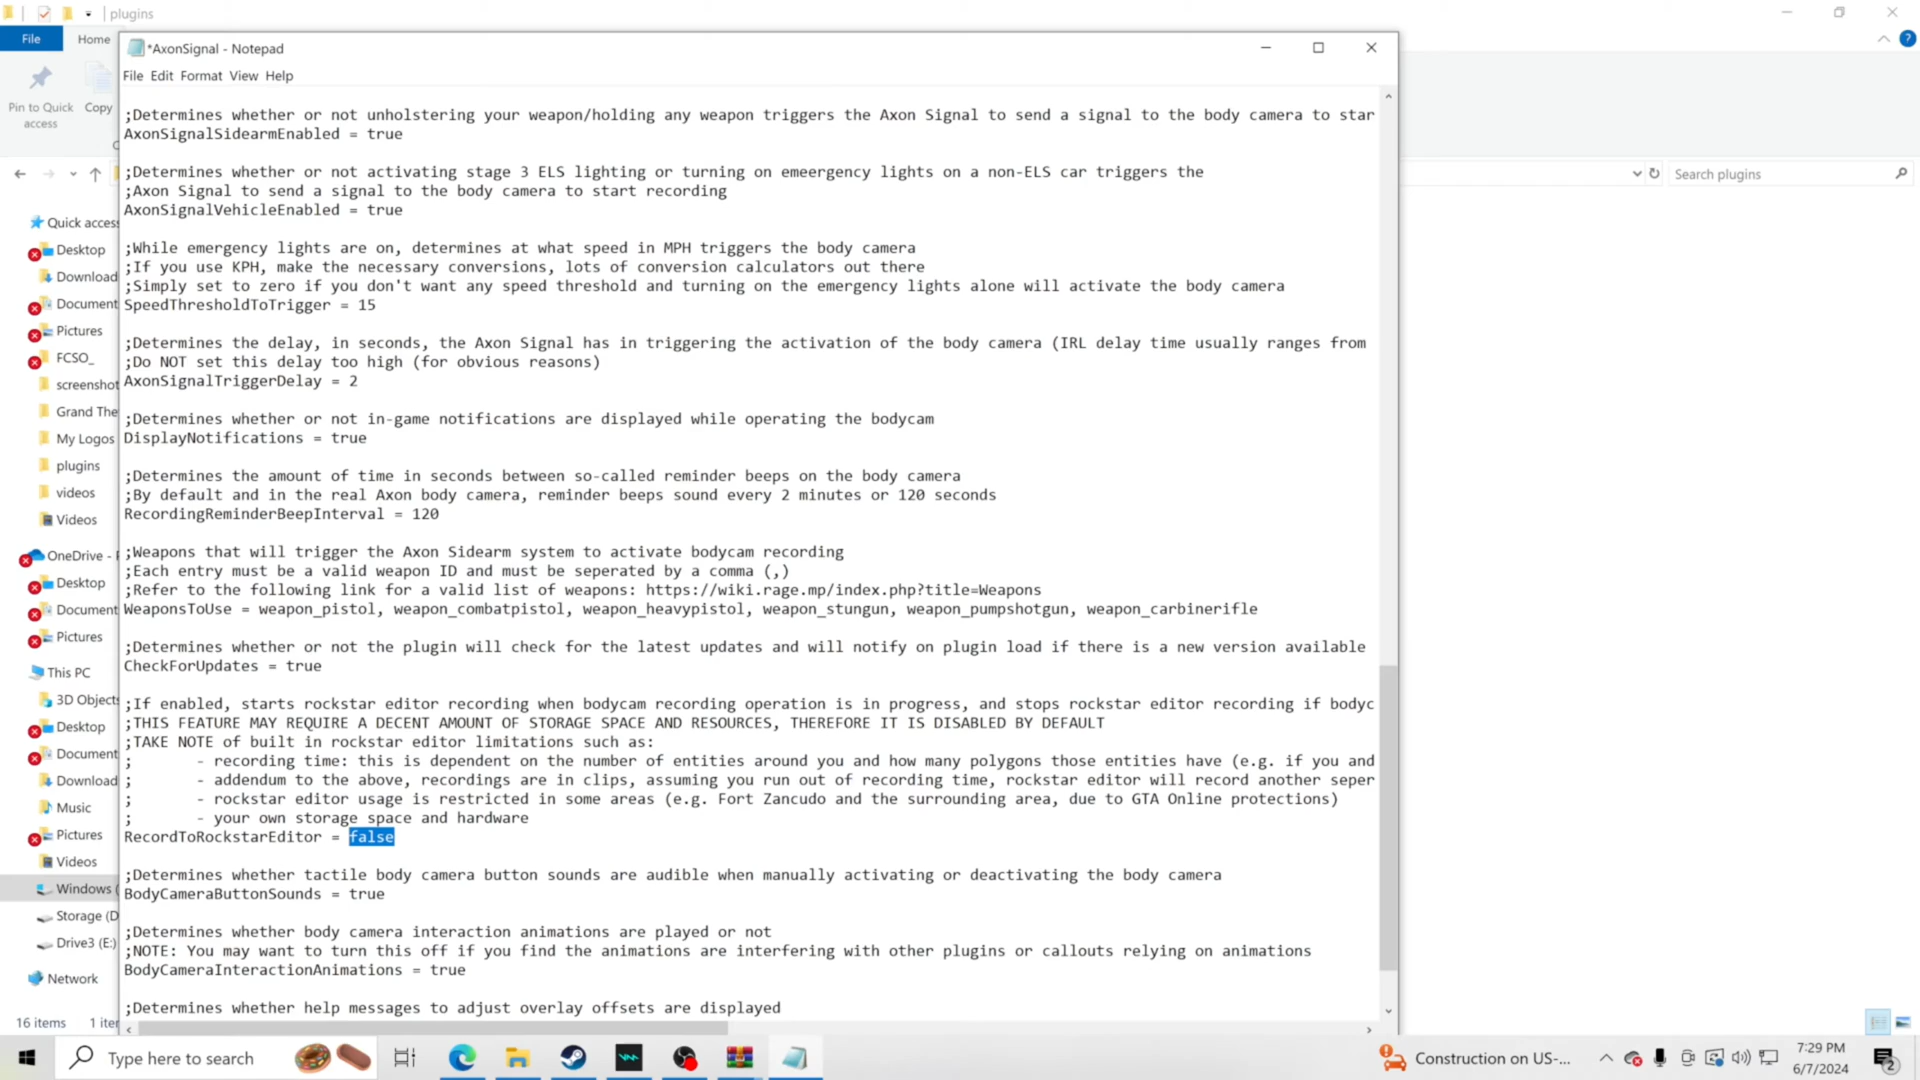 plugins
File
Home
Pin to Quick
access
Copy
*AxonSignal - Notepad
File Edit Format View Help
Search plugins
Quick acces
Desktop
Download
Document
Pictures
FCSO_
screenshot
Grand The
My Logos
plugins
videos
Videos
OneDrive - F
Desktop
Document
Pictures
This PC
3D Objects
Desktop
Document
Download
Music
Pictures
Videos
Windows (
Storage (D
Drive3 (E:)
Network
16 items
1 iter
;Determines whether or not unholstering your weapon/holding any weapon triggers the Axon Signal to send a signal to the body camera to star
AxonSignalSidearmEnabled = true
;Determines whether or not activating stage 3 ELS lighting or turning on emeergency lights on a non-ELS car triggers the
;Axon Signal to send a signal to the body camera to start recording
AxonSignalVehicleEnabled = true
;While emergency lights are on, determines at what speed in MPH triggers the body camera
;If you use KPH, make the necessary conversions, lots of conversion calculators out there
;Simply set to zero if you don't want any speed threshold and turning on the emergency lights alone will activate the body camera
SpeedThresholdToTrigger = 15
;Determines the delay, in seconds, the Axon Signal has in triggering the activation of the body camera (IRL delay time usually ranges from
;Do NOT set this delay too high (for obvious reasons)
AxonSignalTriggerDelay = 2
;Determines whether or not in-game notifications are displayed while operating the bodycam
DisplayNotifications = true
;Determines the amount of time in seconds between so-called reminder beeps on the body camera
;By default and in the real Axon body camera, reminder beeps sound every 2 minutes or 120 seconds
RecordingReminderBeepInterval = 120
;Weapons that will trigger the Axon Sidearm system to activate bodycam recording
;Each entry must be a valid weapon ID and must be seperated by a comma (,)
;Refer to the following link for a valid list of weapons: https://wiki.rage.mp/index.php?title=Weapons
WeaponsToUse = weapon_pistol, weapon_combatpistol, weapon_heavypistol, weapon_stungun, weapon_pumpshotgun, weapon_carbinerifle
;Determines whether or not the plugin will check for the latest updates and will notify on plugin load if there is a new version available
CheckForUpdates = true
;If enabled, starts rockstar editor recording when bodycam recording operation is in progress, and stops rockstar editor recording if bodyc
;THIS FEATURE MAY REQUIRE A DECENT AMOUNT OF STORAGE SPACE AND RESOURCES, THEREFORE IT IS DISABLED BY DEFAULT
;TAKE NOTE of built in rockstar editor limitations such as:
; - recording time: this is dependent on the number of entities around you and how many polygons those entities have (e.g. if you and
; - addendum to the above, recordings are in clips, assuming you run out of recording time, rockstar editor will record another seper
; - rockstar editor usage is restricted in some areas (e.g. Fort Zancudo and the surrounding area, due to GTA Online protections)
; - your own storage space and hardware
RecordToRockstarEditor = false
;Determines whether tactile body camera button sounds are audible when manually activating or deactivating the body camera
BodyCameraButtonSounds = true
;Determines whether body camera interaction animations are played or not
;NOTE: You may want to turn this off if you find the animations are interfering with other plugins or callouts relying on animations
BodyCameraInteractionAnimations = true
;Determines whether help messages to adjust overlay offsets are displayed
Type here to search
Construction on US-...
7:29 PM
6/7/2024
2